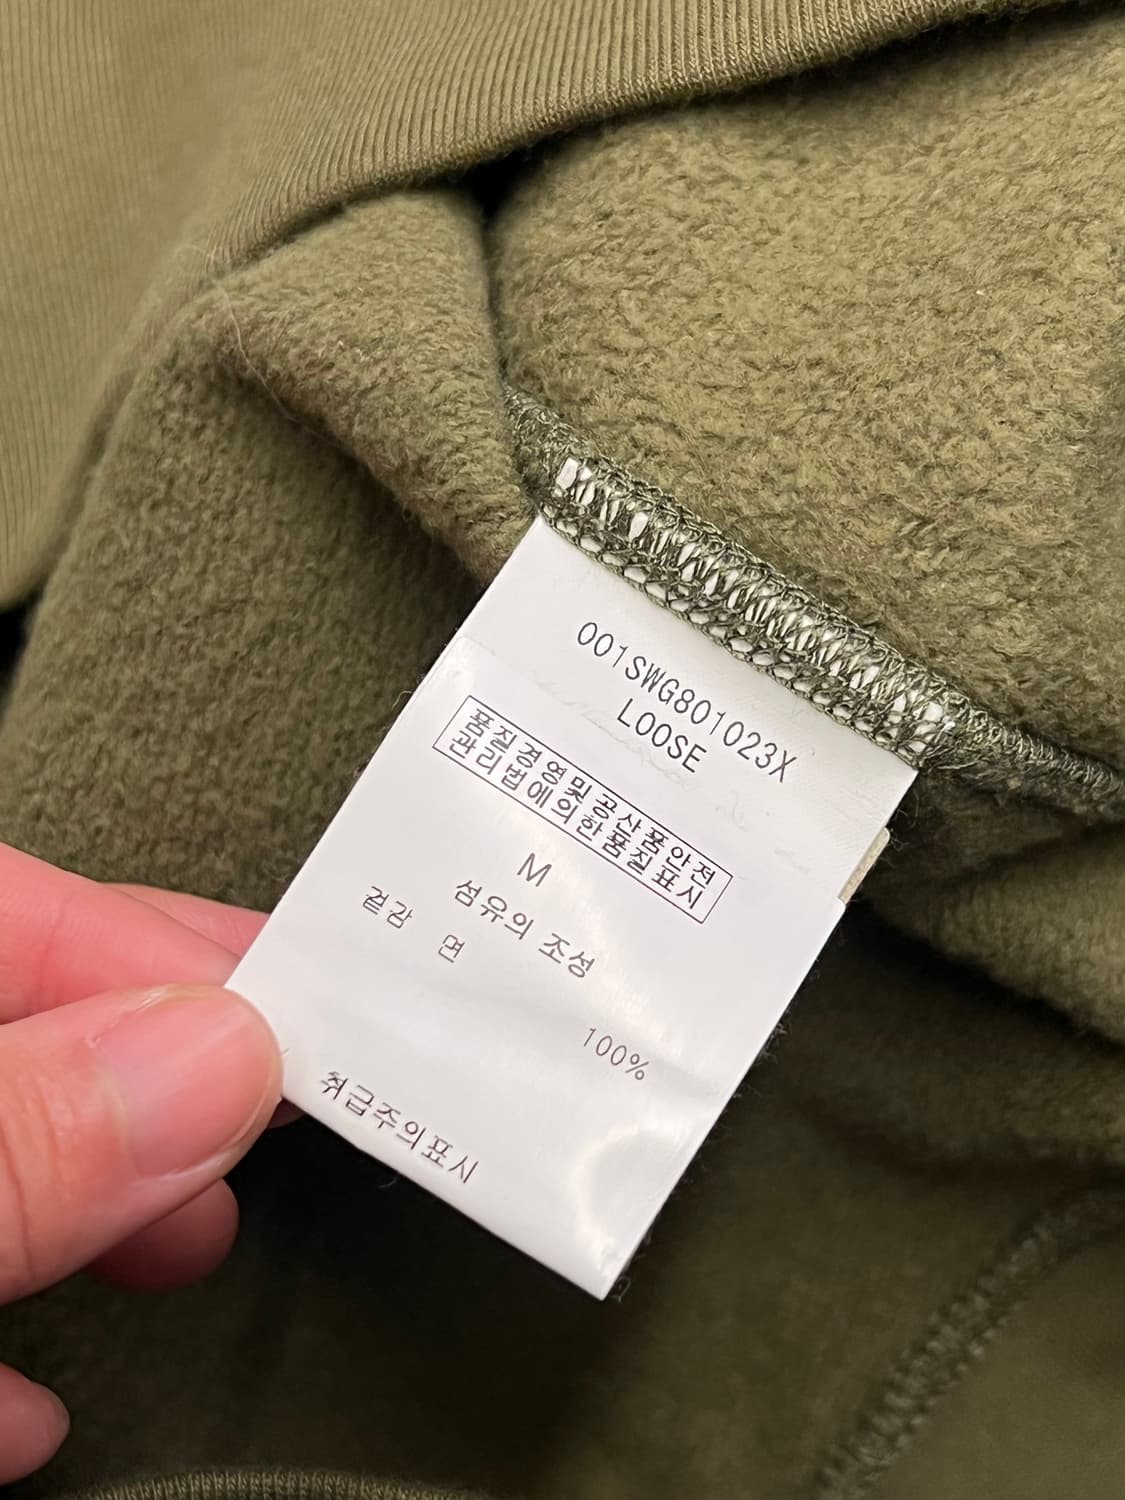 001SWG801023X
LOOSE
품질경영및공산품안전
관리법에의한품질표시
M
섬유의 조성
겉감 면
100%
취급주의표시